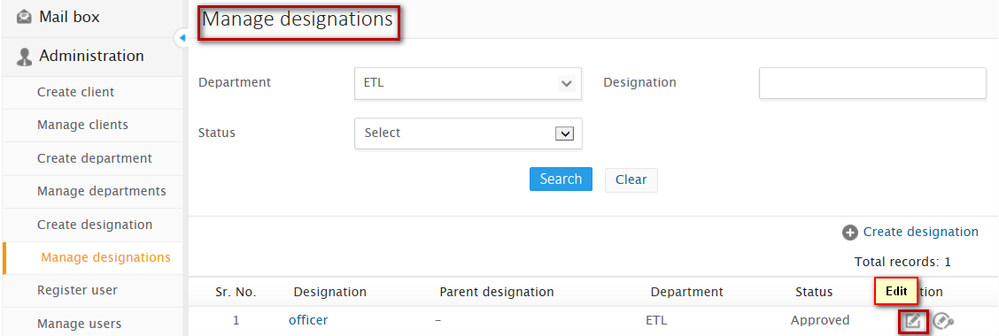 Mail box
Administration
Create client
Manage clients
Create department
Manage departments
Create designation
Manage designations
Register user
Manage users
Manage designations
Department ETL Designation
Status Select
Search Clear
Create designation
Total records: 1
Sr. No. Designation Parent designation Department Status Edit tion
1 officer – ETL Approved